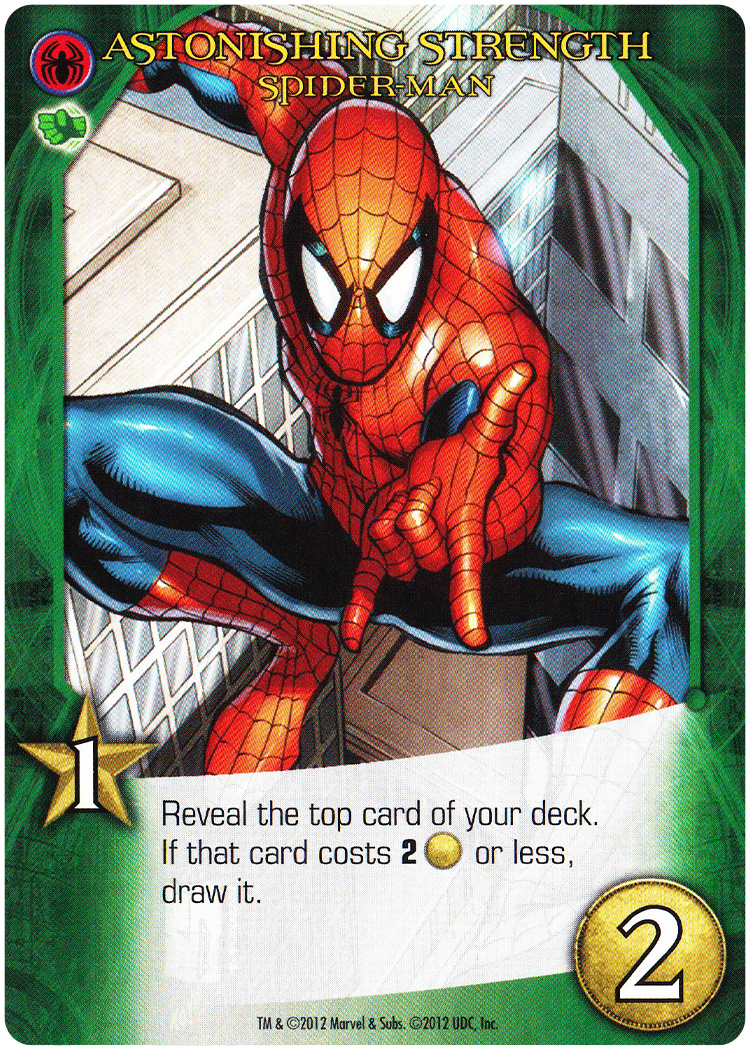 ASTONISHING STRENGTH
SPIDER-MAN
1
Reveal the top card of your deck.
If that card costs 2 or less,
draw it.
2
TM & ©2012 Marvel & Subs. ©2012 UDC, Inc.